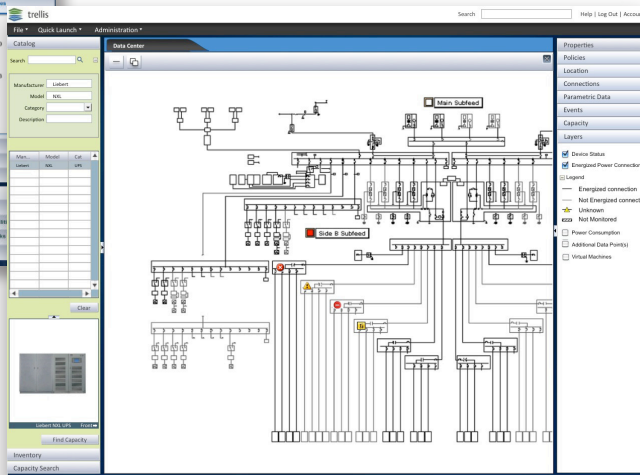 trellis
Search
Help | Log Out | Accou
File
Quick Launch
Administration
Catalog
Search
Manufacturer Liebert
Model NXL
Category
Description
Man... Model Cat
Liebert NXL UPS
Clear
Liebert NXL UPS Front
Find Capacity
Inventory
Capacity Search
Data Center
Main Subfeed
Side B Subfeed
Properties
Policies
Location
Connections
Parametric Data
Events
Capacity
Layers
Device Status
Energized Power Connection
Legend
Energized connection
Not Energized connect
Unknown
Not Monitored
Power Consumption
Additional Data Point(s)
Virtual Machines